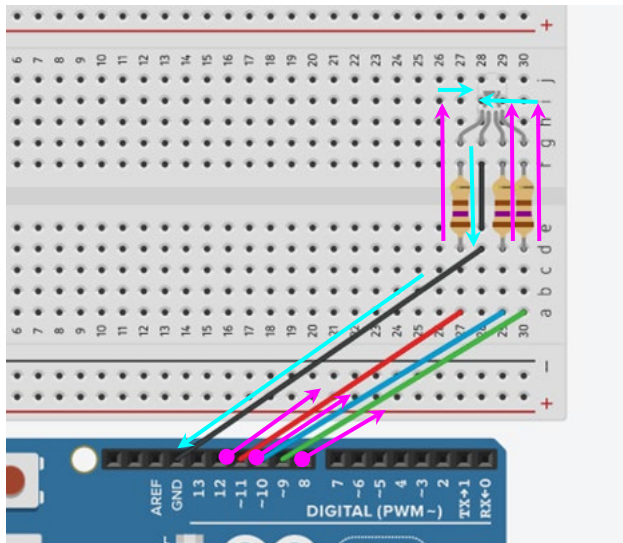 +
6 7 8 9 10 11 12 13 14 15 16 17 18 19 20 21 22 23 24 25 26 27 28 29 30
j
i
h
g
f
e
d
c
b
a
6 7 8 9 10 11 12 13 14 15 16 17 18 19 20 21 22 23 24 25 26 27 28 29 30
-
+
AREF GND 13 12 ~11 ~10 ~9 8 7 ~6 ~5 4 ~3 2 TX→1 RX←0
DIGITAL (PWM~)